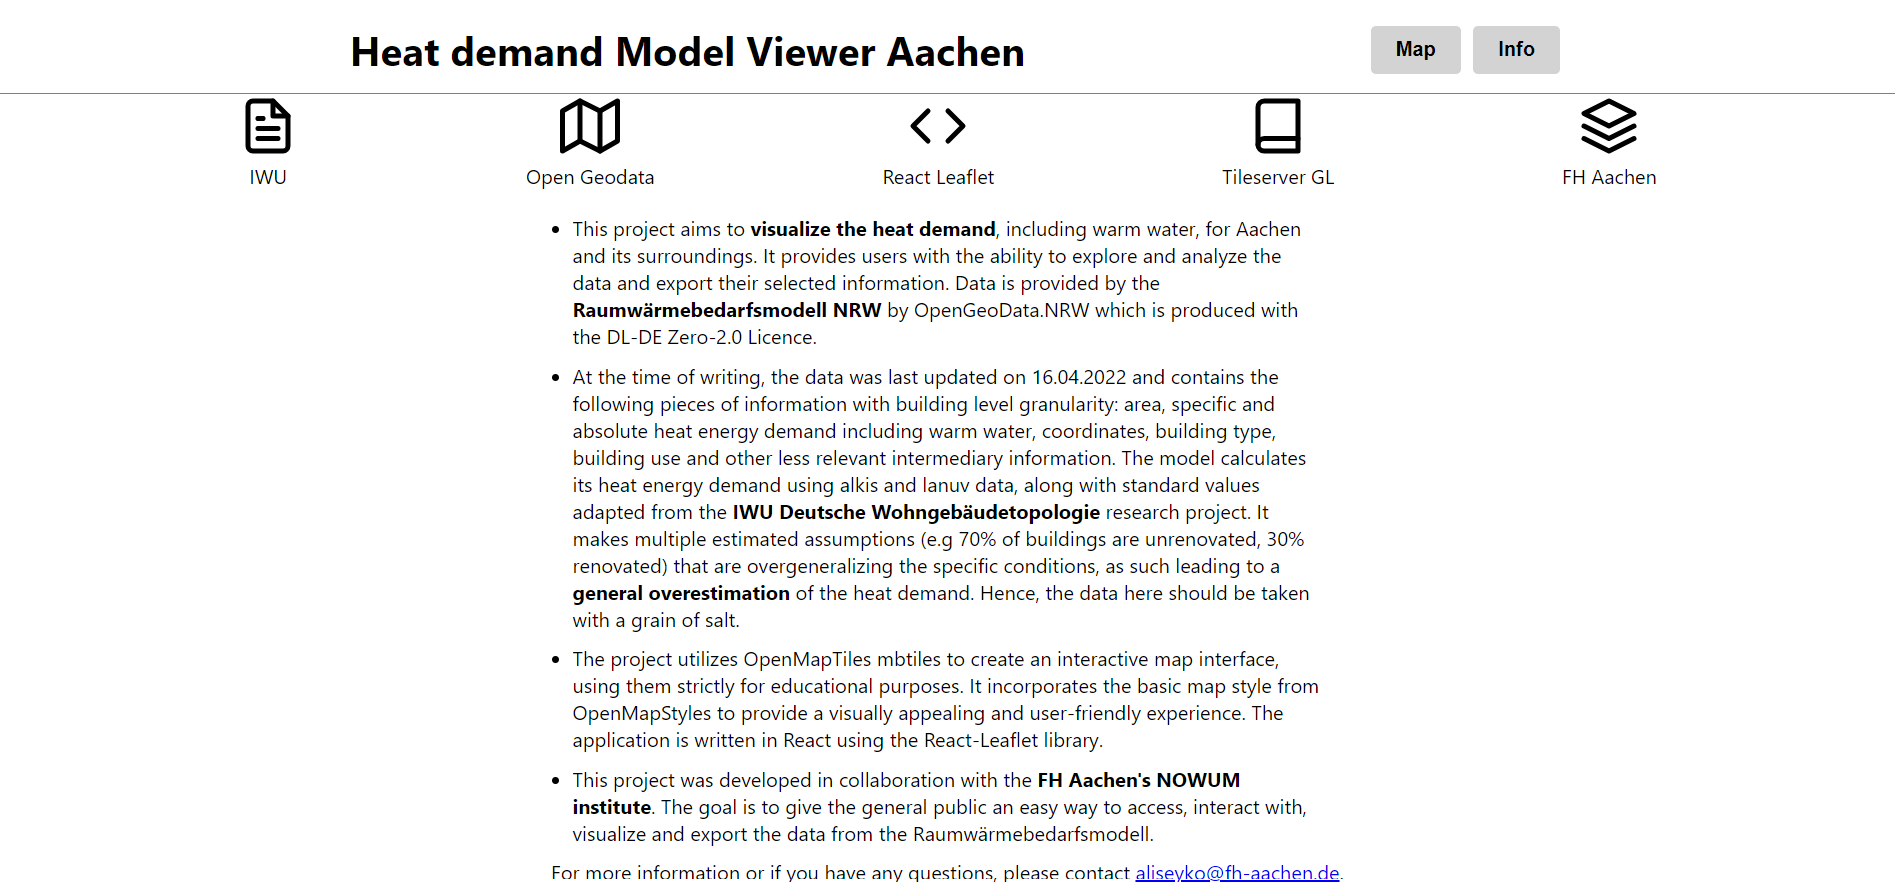 Heat demand Model Viewer Aachen
Map
Info
IWU
Open Geodata
React Leaflet
Tileserver GL
FH Aachen
• This project aims to visualize the heat demand, including warm water, for Aachen
and its surroundings. It provides users with the ability to explore and analyze the
data and export their selected information. Data is provided by the
Raumwärmebedarfsmodell NRW by OpenGeoData.NRW which is produced with
the DL-DE Zero-2.0 Licence.
• At the time of writing, the data was last updated on 16.04.2022 and contains the
following pieces of information with building level granularity: area, specific and
absolute heat energy demand including warm water, coordinates, building type,
building use and other less relevant intermediary information. The model calculates
its heat energy demand using alkis and lanuv data, along with standard values
adapted from the IWU Deutsche Wohngebäudetopologie research project. It
makes multiple estimated assumptions (e.g 70% of buildings are unrenovated, 30%
renovated) that are overgeneralizing the specific conditions, as such leading to a
general overestimation of the heat demand. Hence, the data here should be taken
with a grain of salt.
• The project utilizes OpenMapTiles mbtiles to create an interactive map interface,
using them strictly for educational purposes. It incorporates the basic map style from
OpenMapStyles to provide a visually appealing and user-friendly experience. The
application is written in React using the React-Leaflet library.
• This project was developed in collaboration with the FH Aachen's NOWUM
institute. The goal is to give the general public an easy way to access, interact with,
visualize and export the data from the Raumwärmebedarfsmodell.
For more information or if you have any questions, please contact aliseyko@fh-aachen.de.